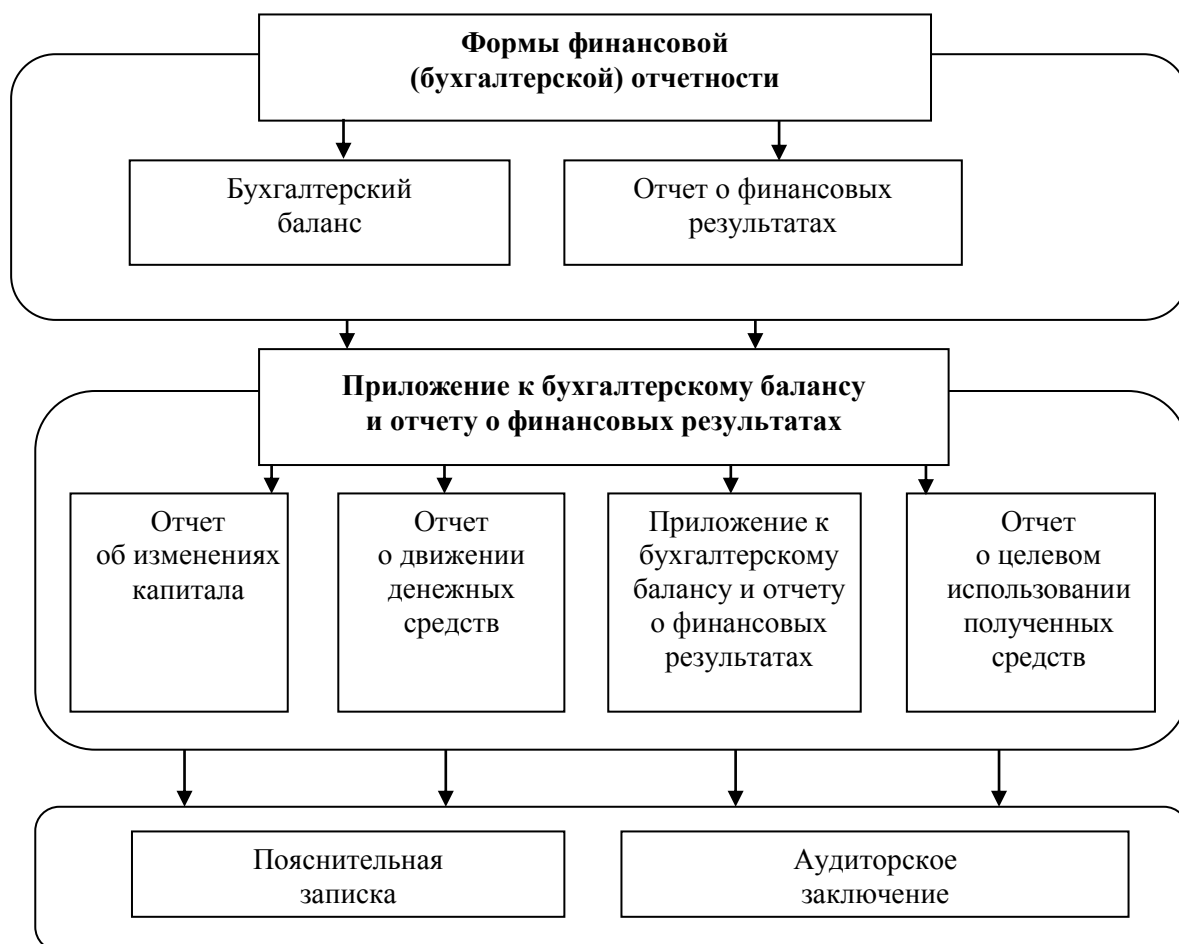 Формы финансовой
(бухгалтерской) отчетности
Бухгалтерский
баланс
Отчет о финансовых
результатах
Приложение к бухгалтерскому балансу
и отчету о финансовых результатах
Отчет
об изменениях
капитала
Отчет
о движении
денежных
средств
Приложение к
бухгалтерскому
балансу и отчету
о финансовых
результатах
Отчет
о целевом
использовании
полученных
средств
Пояснительная
записка
Аудиторское
заключение